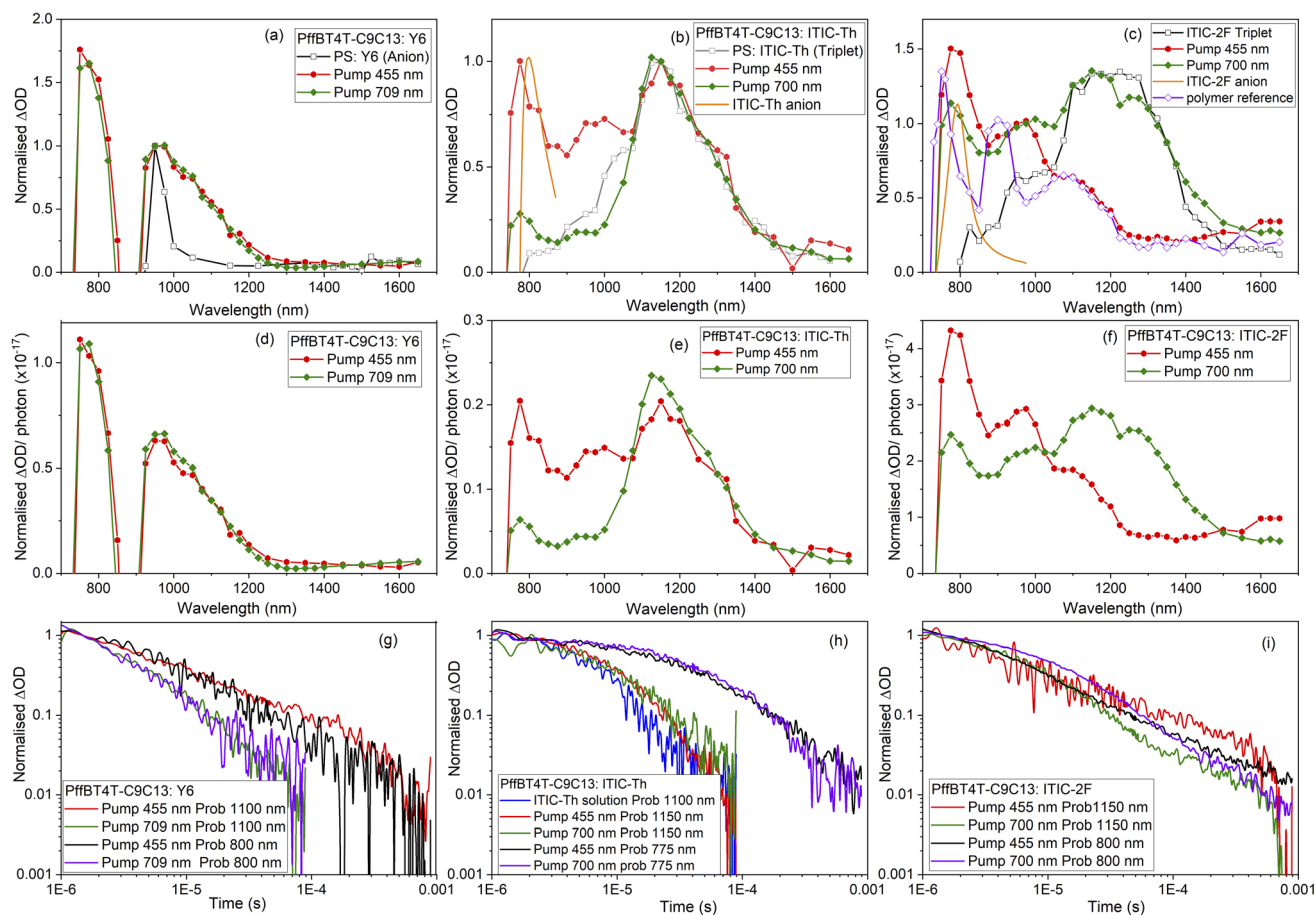 (a)
PffBT4T-C9C13: Y6
PS: Y6 (Anion)
Pump 455 nm
Pump 709 nm
Normalised ΔOD
2.0
1.5
1.0
0.5
0.0
800 1000 1200 1400 1600
Wavelength (nm)
(b)
PffBT4T-C9C13: ITIC-Th
PS: ITIC-Th (Triplet)
Pump 455 nm
Pump 700 nm
ITIC-Th anion
Normalised ΔOD
1.0
0.5
0.0
800 1000 1200 1400 1600
Wavelength (nm)
(c)
ITIC-2F Triplet
Pump 455 nm
Pump 700 nm
ITIC-2F anion
polymer reference
Normalised ΔOD
1.5
1.0
0.5
0.0
800 1000 1200 1400 1600
Wavelength (nm)
(d)
PffBT4T-C9C13: Y6
Pump 455 nm
Pump 709 nm
Normalised ΔOD/ photon (x10-17)
1.0
0.5
0.0
800 1000 1200 1400 1600
Wavelength (nm)
(e)
PffBT4T-C9C13: ITIC-Th
Pump 455 nm
Pump 700 nm
Normalised ΔOD/ photon (x10-17)
0.3
0.2
0.1
0.0
800 1000 1200 1400 1600
Wavelength (nm)
(f)
PffBT4T-C9C13: ITIC-2F
Pump 455 nm
Pump 700 nm
Normalised ΔOD/ photon (x10-17)
4
3
2
1
0
800 1000 1200 1400 1600
Wavelength (nm)
(g)
Normalised ΔOD
1
0.1
0.01
0.001
PffBT4T-C9C13: Y6
Pump 455 nm Prob 1100 nm
Pump 709 nm Prob 1100 nm
Pump 455 nm Prob 800 nm
Pump 709 nm Prob 800 nm
1E-6 1E-5 1E-4 0.001
Time (s)
(h)
Normalised ΔOD
1
0.1
0.01
0.001
PffBT4T-C9C13: ITIC-Th
ITIC-Th solution Prob 1100 nm
Pump 455 nm Prob 1150 nm
Pump 700 nm Prob 1150 nm
Pump 455 nm Prob 775 nm
Pump 700 nm prob 775 nm
1E-6 1E-5 1E-4 0.001
Time (s)
(i)
Normalised ΔOD
1
0.1
0.01
0.001
PffBT4T-C9C13: ITIC-2F
Pump 455 nm Prob1150 nm
Pump 700 nm Prob 1150 nm
Pump 455 nm Prob 800 nm
Pump 700 nm Prob 800 nm
1E-6 1E-5 1E-4 0.001
Time (s)